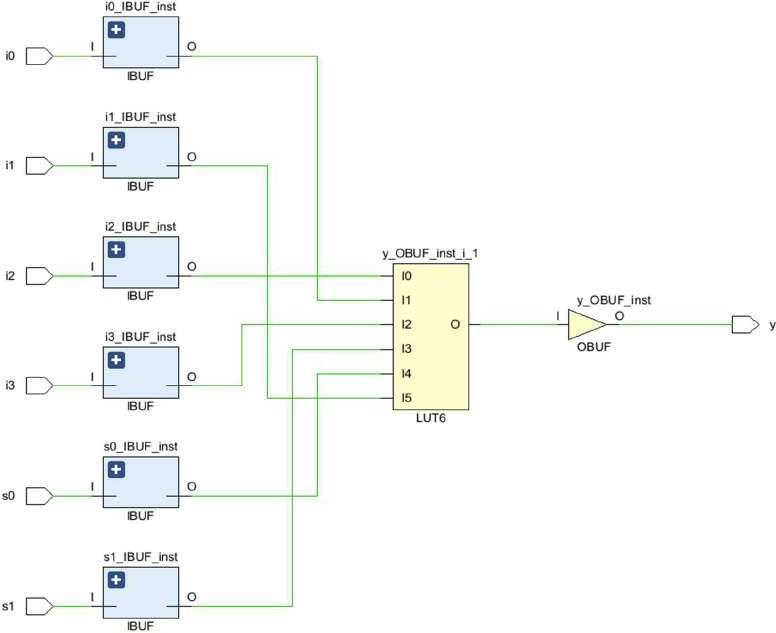 i0_IBUF_inst
i0 I O
IBUF
i1_IBUF_inst
i1 I O
IBUF
i2_IBUF_inst
i2 I O
IBUF
i3_IBUF_inst
i3 I O
IBUF
s0_IBUF_inst
s0 I O
IBUF
s1_IBUF_inst
s1 I O
IBUF
y_OBUF_inst_i_1
I0
I1
I2 O
I3
I4
I5
LUT6
y_OBUF_inst
I O
OBUF
y